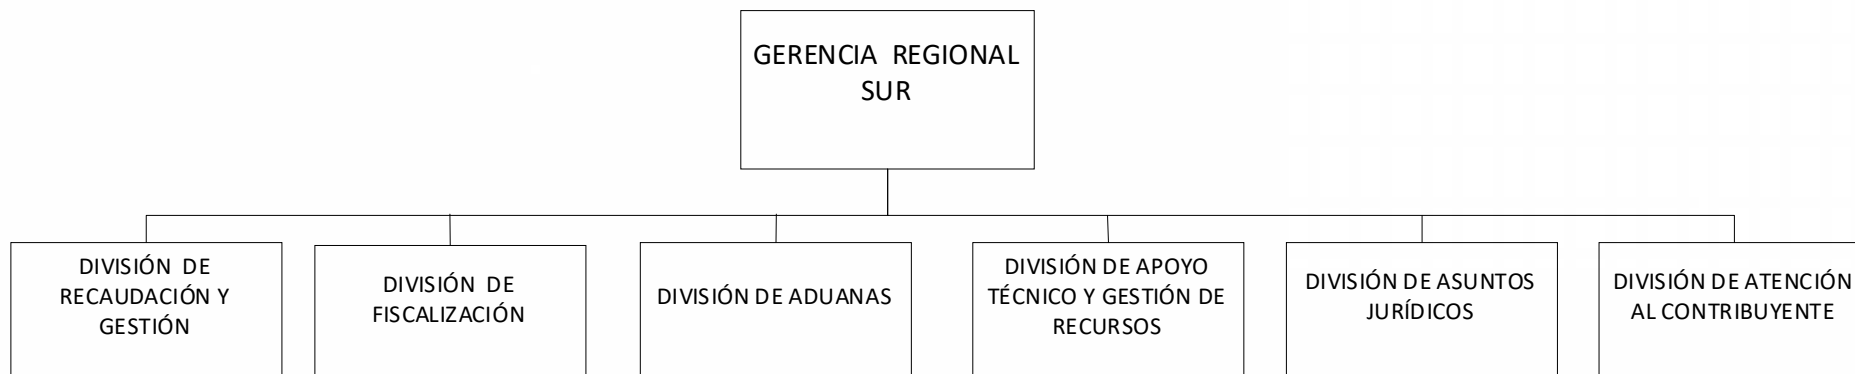 GERENCIA REGIONAL
SUR
DIVISIÓN DE
RECAUDACIÓN Y
GESTIÓN
DIVISIÓN DE
FISCALIZACIÓN
DIVISIÓN DE ADUANAS
DIVISIÓN DE APOYO
TÉCNICO Y GESTIÓN DE
RECURSOS
DIVISIÓN DE ASUNTOS
JURÍDICOS
DIVISIÓN DE ATENCIÓN
AL CONTRIBUYENTE